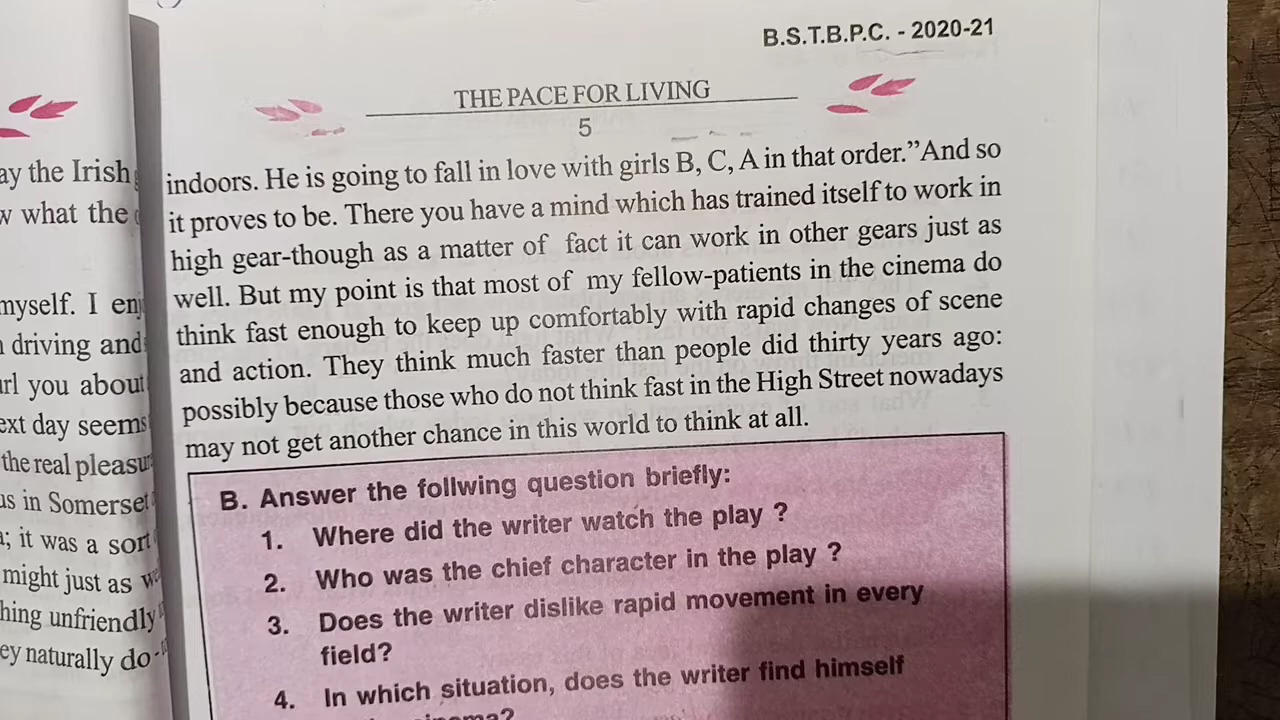 B.S.T.B.P.C. - 2020-21
THE PACE FOR LIVING
5
ay the Irish
what the
myself. I
driving and
url you about
ext day seems
the real
us in Somerset
; it was a sort
might just as
hing unfriendly
ey naturally do
indoors. He is going to fall in love with girls B, C, A in that order.”And so
it proves to be. There you have a mind which has trained itself to work in
high gear-though as a matter of fact it can work in other gears just as
well. But my point is that most of my fellow-patients in the cinema do
think fast enough to keep up comfortably with rapid changes of scene
and action. They think much faster than people did thirty years ago:
possibly because those who do not think fast in the High Street nowadays
may not get another chance in this world to think at all.
B. Answer the follwing question briefly:
1. Where did the writer watch the play ?
2. Who was the chief character in the play ?
3. Does the writer dislike rapid movement in every
field?
4. In which situation, does the writer find himself